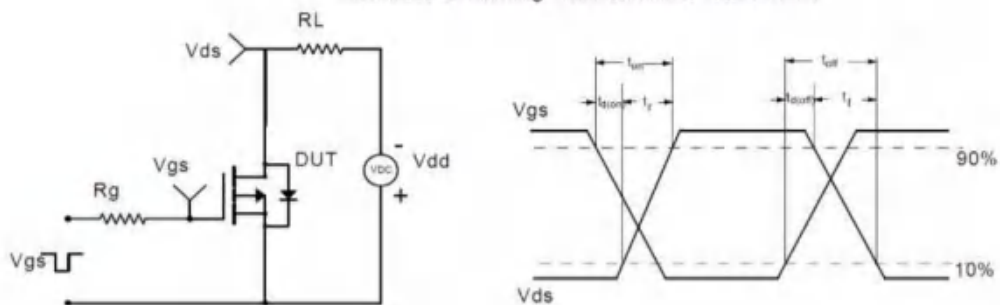 RL
Vds
Vgs
DUT
VDC
-
Vdd
+
Rg
Vgs
ton
toff
td(on)
tr
td(off)
tf
Vgs
90%
10%
Vds